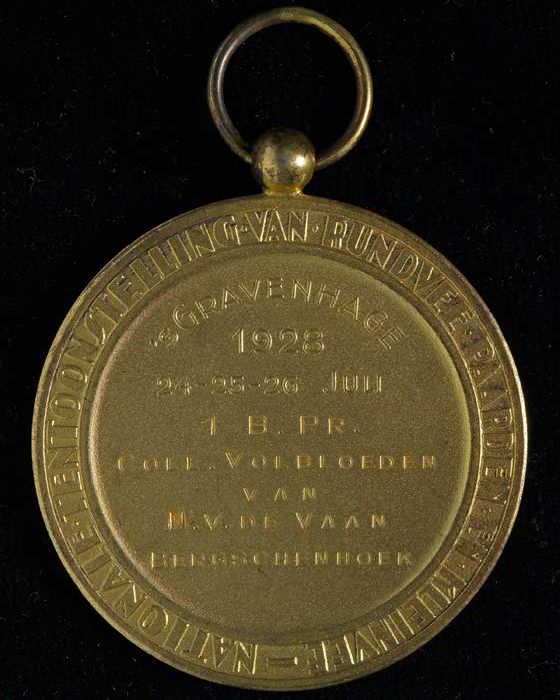 NATIONALE·TENTOONSTELLING·VAN·RUNDVEE·PAARDEN·EN·KLEINVEE
'S GRAVENHAGE
1928
24-25-26 JULI
1 B. PR.
COLL. VOLBLOEDEN
VAN
N.V. DE VAAN
BERGSCHENHOEK